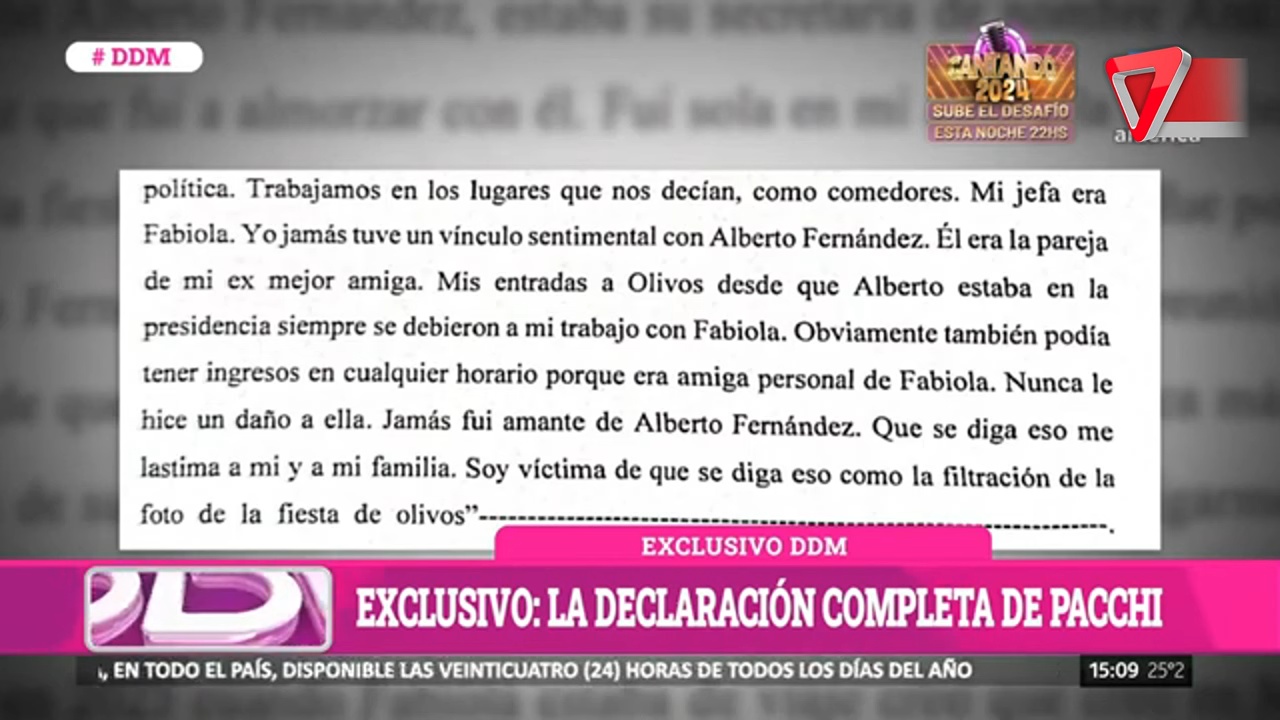 # DDM
CANTANDO
2024
SUBE EL DESAFÍO
ESTA NOCHE 22HS
política. Trabajamos en los lugares que nos decían, como comedores. Mi jefa era
Fabiola. Yo jamás tuve un vínculo sentimental con Alberto Fernández. Él era la pareja
de mi ex mejor amiga. Mis entradas a Olivos desde que Alberto estaba en la
presidencia siempre se debieron a mi trabajo con Fabiola. Obviamente también podía
tener ingresos en cualquier horario porque era amiga personal de Fabiola. Nunca le
hice un daño a ella. Jamás fui amante de Alberto Fernández. Que se diga eso me
lastima a mi y a mi familia. Soy víctima de que se diga eso como la filtración de la
foto de la fiesta de olivos”------------------------------------------------------------.
EXCLUSIVO DDM
EXCLUSIVO: LA DECLARACIÓN COMPLETA DE PACCHI
, EN TODO EL PAÍS, DISPONIBLE LAS VEINTICUATRO (24) HORAS DE TODOS LOS DÍAS DEL AÑO
15:09 25°2